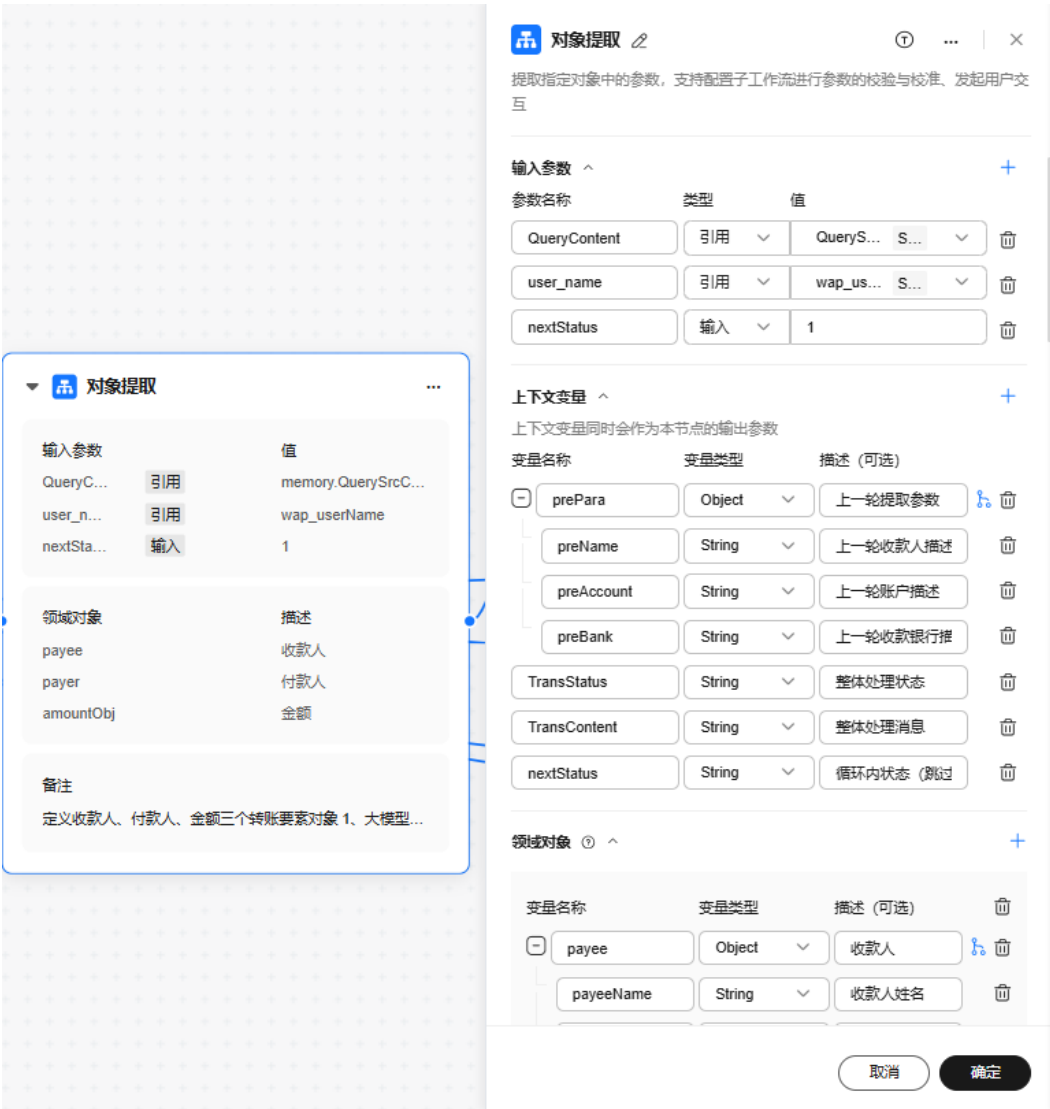 对象提取
...
输入参数 值
QueryC... 引用 memory.QuerySrcC...
user_n... 引用 wap_userName
nextSta... 输入 1
领域对象 描述
payee 收款人
payer 付款人
amountObj 金额
备注
定义收款人、付款人、金额三个转账要素对象 1、大模型...
对象提取
T ...
提取指定对象中的参数，支持配置子工作流进行参数的校验与校准、发起用户交
互
输入参数
参数名称 类型 值
QueryContent 引用 QueryS... S...
user_name 引用 wap_us... S...
nextStatus 输入 1
上下文变量
上下文变量同时会作为本节点的输出参数
变量名称 变量类型 描述（可选）
prePara Object 上一轮提取参数
preName String 上一轮收款人描述
preAccount String 上一轮账户描述
preBank String 上一轮收款银行描
TransStatus String 整体处理状态
TransContent String 整体处理消息
nextStatus String 循环内状态（跳过
领域对象 ?
变量名称 变量类型 描述（可选）
payee Object 收款人
payeeName String 收款人姓名
取消 确定